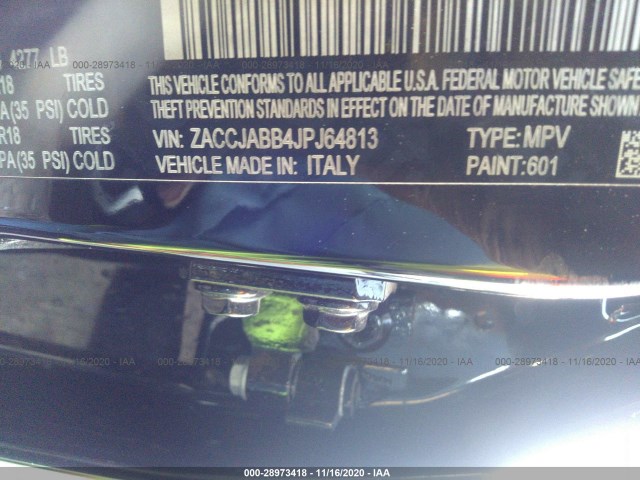 4277 LB
R18 TIRES
PA(35 PSI) COLD
R18 TIRES
PA(35 PSI) COLD
THIS VEHICLE CONFORMS TO ALL APPLICABLE U.S.A. FEDERAL MOTOR VEHICLE SAFE
THEFT PREVENTION STANDARDS IN EFFECT ON THE DATE OF MANUFACTURE SHOWN
VIN: ZACCJABB4JPJ64813 TYPE: MPV
VEHICLE MADE IN: ITALY PAINT: 601
000-28973418 - 11/16/2020 - IAA
000-28973418 - 11/16/2020 - IAA
000-28973418 - 11/16/2020 - IAA
000-28973418 - 11/16/2020 - IAA
000-28973418 - 11/16/2020 - IAA